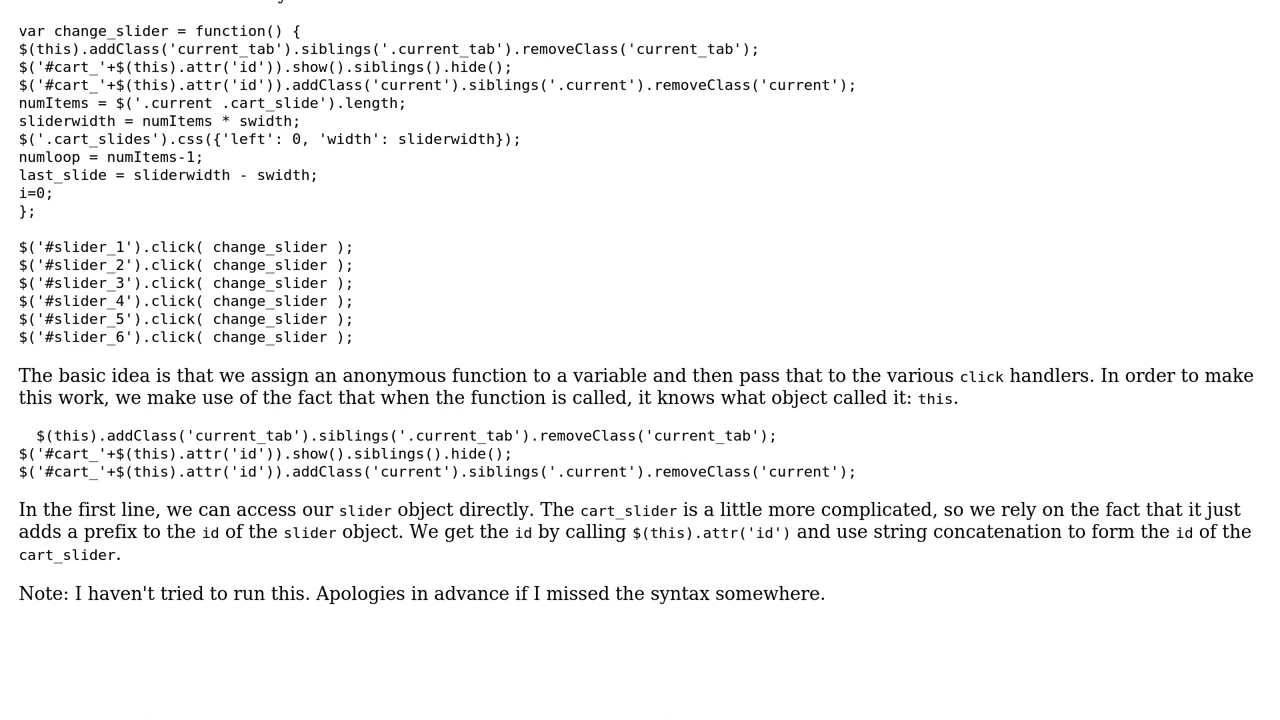 var change_slider = function() {
$(this).addClass('current_tab').siblings('.current_tab').removeClass('current_tab');
$('#cart_'+$(this).attr('id')).show().siblings().hide();
$('#cart_'+$(this).attr('id')).addClass('current').siblings('.current').removeClass('current');
numItems = $('.current .cart_slide').length;
sliderwidth = numItems * swidth;
$('.cart_slides').css({'left': 0, 'width': sliderwidth});
numloop = numItems-1;
last_slide = sliderwidth - swidth;
i=0;
};

$('#slider_1').click( change_slider );
$('#slider_2').click( change_slider );
$('#slider_3').click( change_slider );
$('#slider_4').click( change_slider );
$('#slider_5').click( change_slider );
$('#slider_6').click( change_slider );

The basic idea is that we assign an anonymous function to a variable and then pass that to the various click handlers. In order to make
this work, we make use of the fact that when the function is called, it knows what object called it: this.

$(this).addClass('current_tab').siblings('.current_tab').removeClass('current_tab');
$('#cart_'+$(this).attr('id')).show().siblings().hide();
$('#cart_'+$(this).attr('id')).addClass('current').siblings('.current').removeClass('current');

In the first line, we can access our slider object directly. The cart_slider is a little more complicated, so we rely on the fact that it just
adds a prefix to the id of the slider object. We get the id by calling $(this).attr('id') and use string concatenation to form the id of the
cart_slider.

Note: I haven't tried to run this. Apologies in advance if I missed the syntax somewhere.